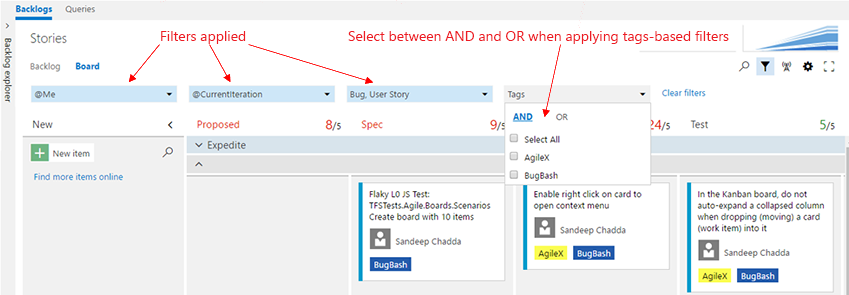 Backlogs Queries
Backlog explorer
Stories
Filters applied
Select between AND and OR when applying tags-based filters
Backlog Board
@Me
@CurrentIteration
Bug, User Story
Tags
Clear filters
AND OR
Select All
AgileX
BugBash
New
Proposed 8/5
Spec 9/5
24/5
Test 5/5
New item
Find more items online
Expedite
Flaky L0 JS Test:
TFSTests.Agile.Boards.Scenarios
Create board with 10 items
Sandeep Chadda
BugBash
Enable right click on card to
open context menu
Sandeep Chadda
AgileX BugBash
In the Kanban board, do not
auto-expand a collapsed column
when dropping (moving) a card
(work item) into it
Sandeep Chadda
AgileX BugBash